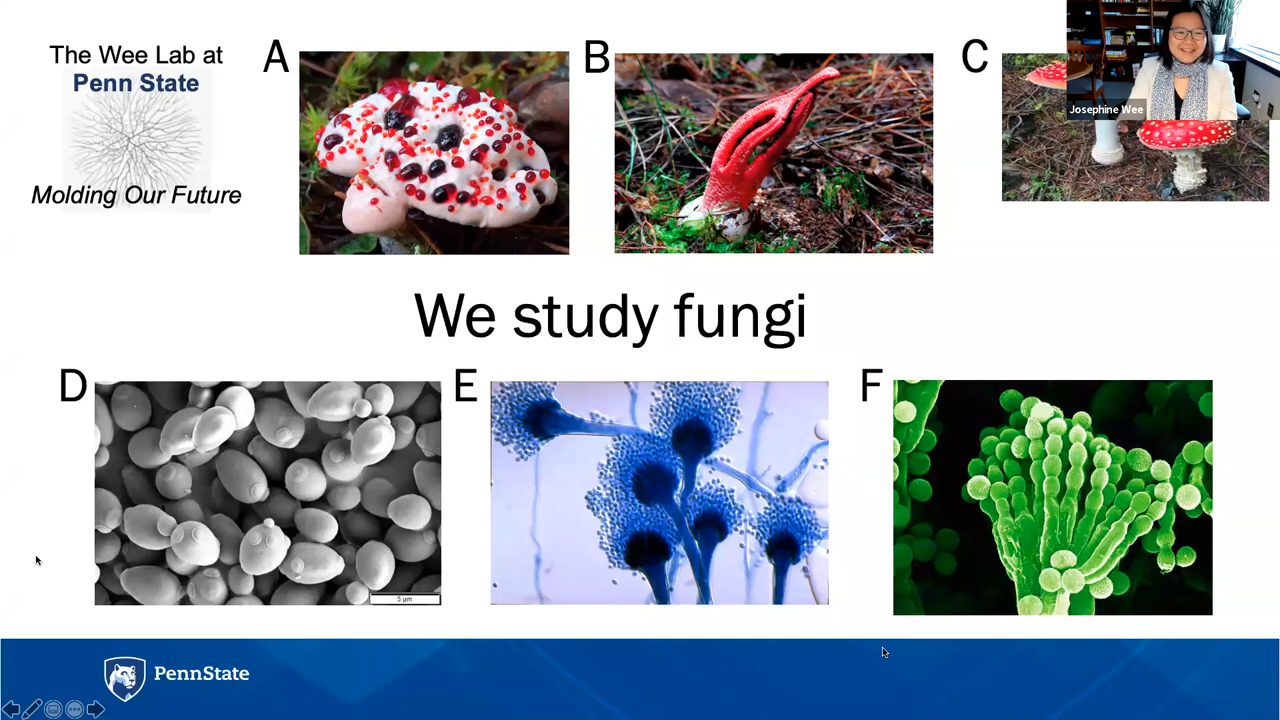 The Wee Lab at
Penn State
Molding Our Future
A
B
C
Josephine Wee
We study fungi
D
E
F
5 µm
PennState